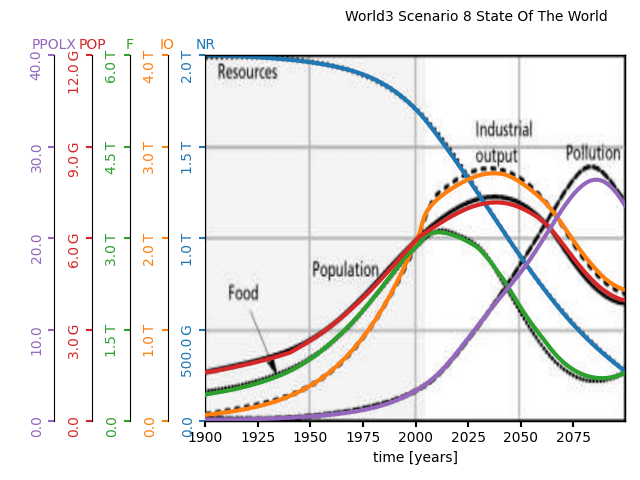 World3 Scenario 8 State Of The World
PPOLX POP F IO NR
40.0 12.0 G 6.0 T 4.0 T 2.0 T
30.0 9.0 G 4.5 T 3.0 T 1.5 T
20.0 6.0 G 3.0 T 2.0 T 1.0 T
10.0 3.0 G 1.5 T 1.0 T 500.0 G
0.0 0.0 0.0 0.0 0.0
Resources
Industrial
output
Pollution
Population
Food
1900 1925 1950 1975 2000 2025 2050 2075
time [years]